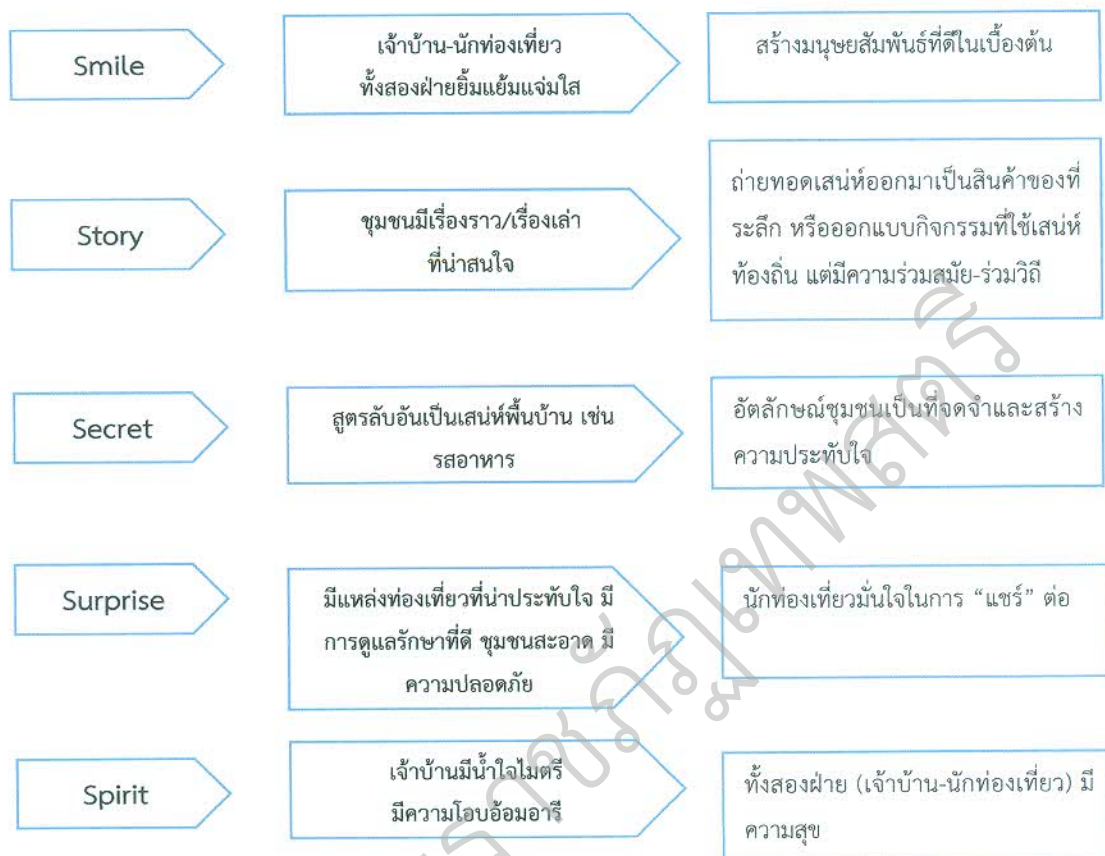 Smile
เจ้าบ้าน-นักท่องเที่ยว
ทั้งสองฝ่ายยิ้มแย้มแจ่มใส
สร้างมนุษยสัมพันธ์ที่ดีในเบื้องต้น
Story
ชุมชนมีเรื่องราว/เรื่องเล่า
ที่น่าสนใจ
ถ่ายทอดเสน่ห์ออกมาเป็นสินค้าของที่
ระลึก หรือออกแบบกิจกรรมที่ใช้เสน่ห์
ท้องถิ่น แต่มีความร่วมสมัย-ร่วมวิถี
Secret
สูตรลับอันเป็นเสน่ห์พื้นบ้าน เช่น
รสอาหาร
อัตลักษณ์ชุมชนเป็นที่จดจำและสร้าง
ความประทับใจ
Surprise
มีแหล่งท่องเที่ยวที่น่าประทับใจ มี
การดูแลรักษาที่ดี ชุมชนสะอาด มี
ความปลอดภัย
นักท่องเที่ยวมั่นใจในการ “แชร์” ต่อ
Spirit
เจ้าบ้านมีน้ำใจไมตรี
มีความโอบอ้อมอารี
ทั้งสองฝ่าย (เจ้าบ้าน-นักท่องเที่ยว) มี
ความสุข